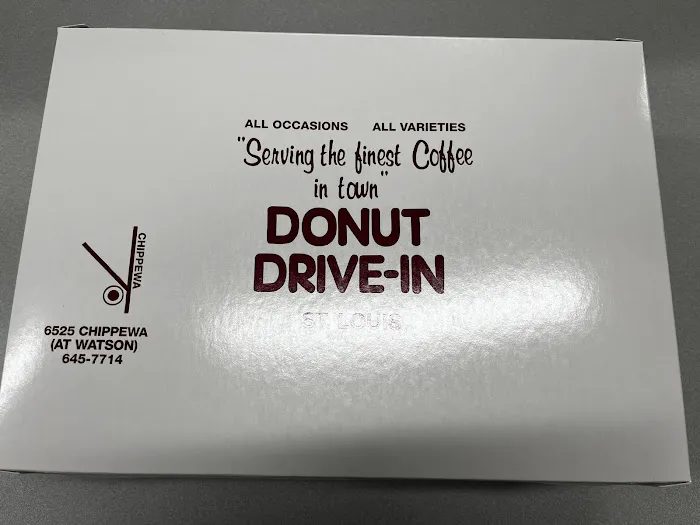 ALL OCCASIONS ALL VARIETIES
"Serving the finest Coffee
in town"
DONUT
DRIVE-IN
ST. LOUIS
CHIPPEWA
6525 CHIPPEWA
(AT WATSON)
645-7714